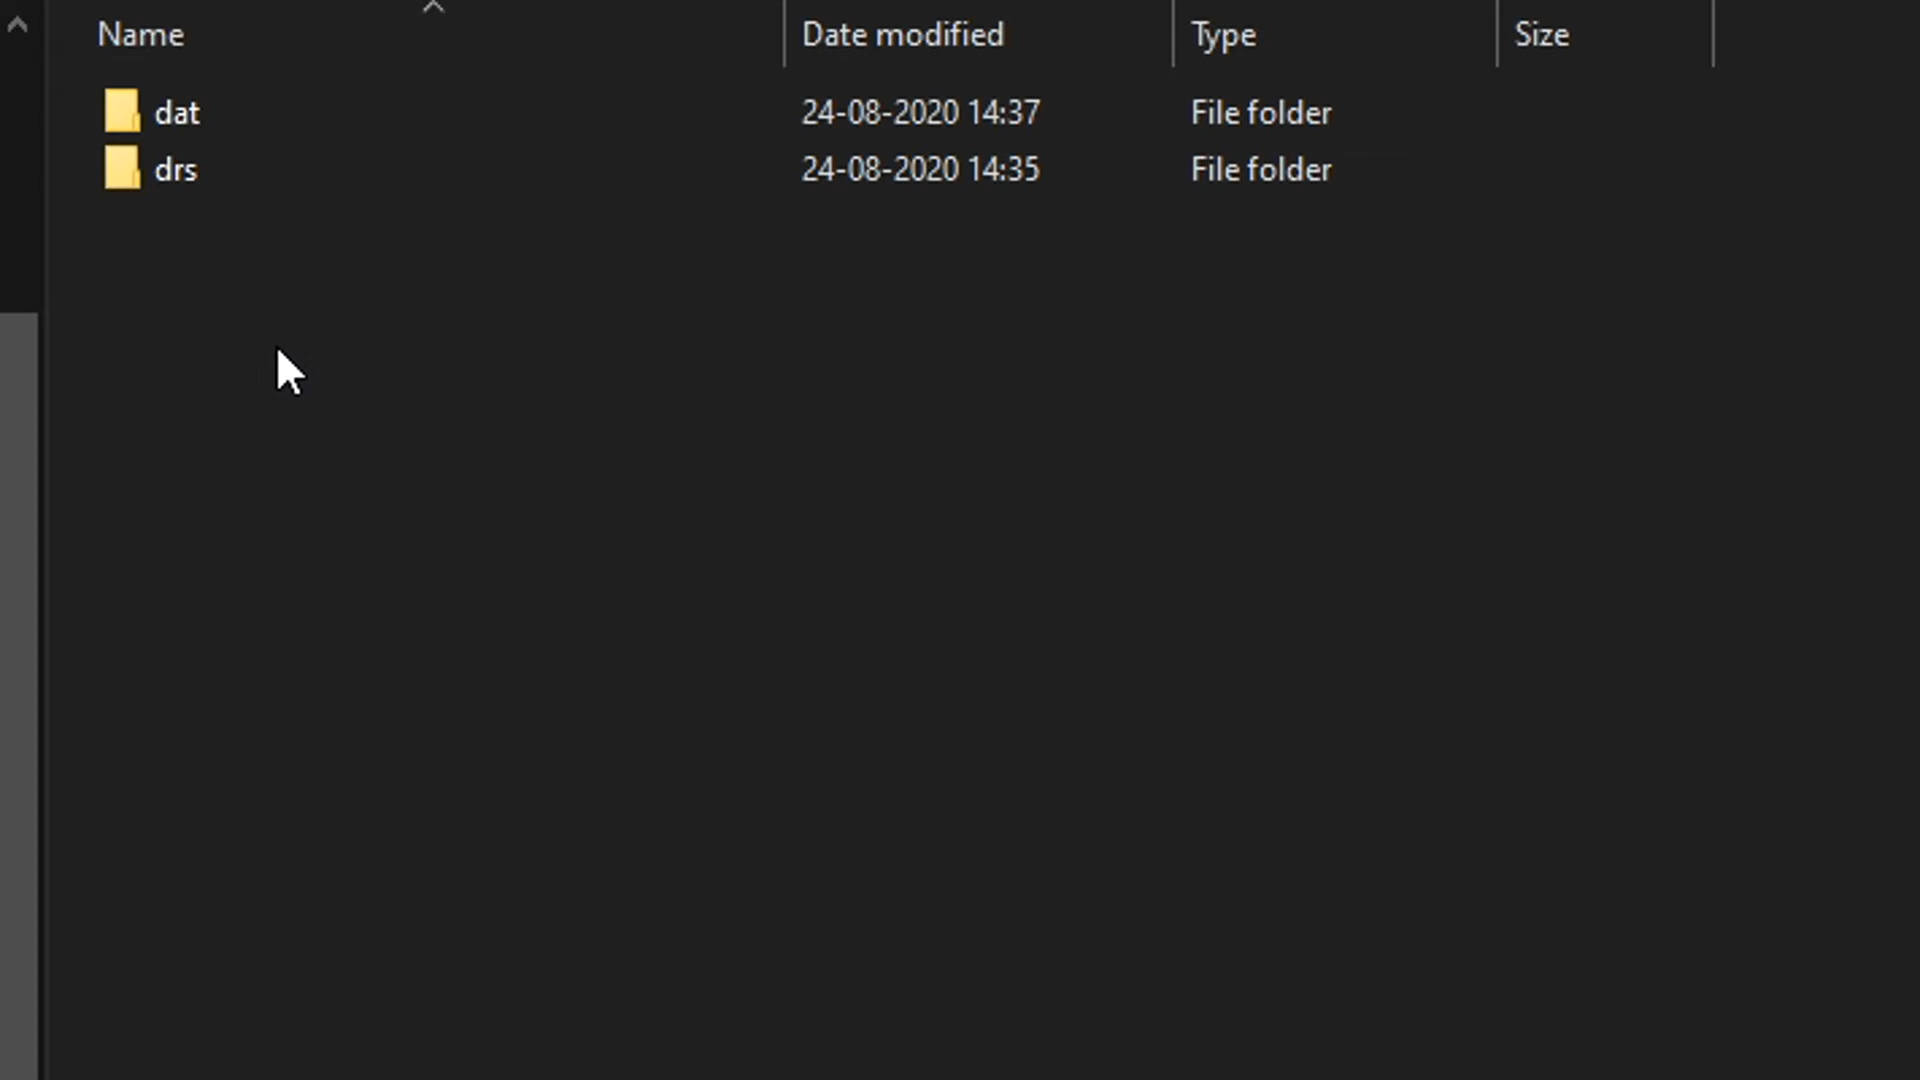 Name Date modified Type Size
dat 24-08-2020 14:37 File folder
drs 24-08-2020 14:35 File folder